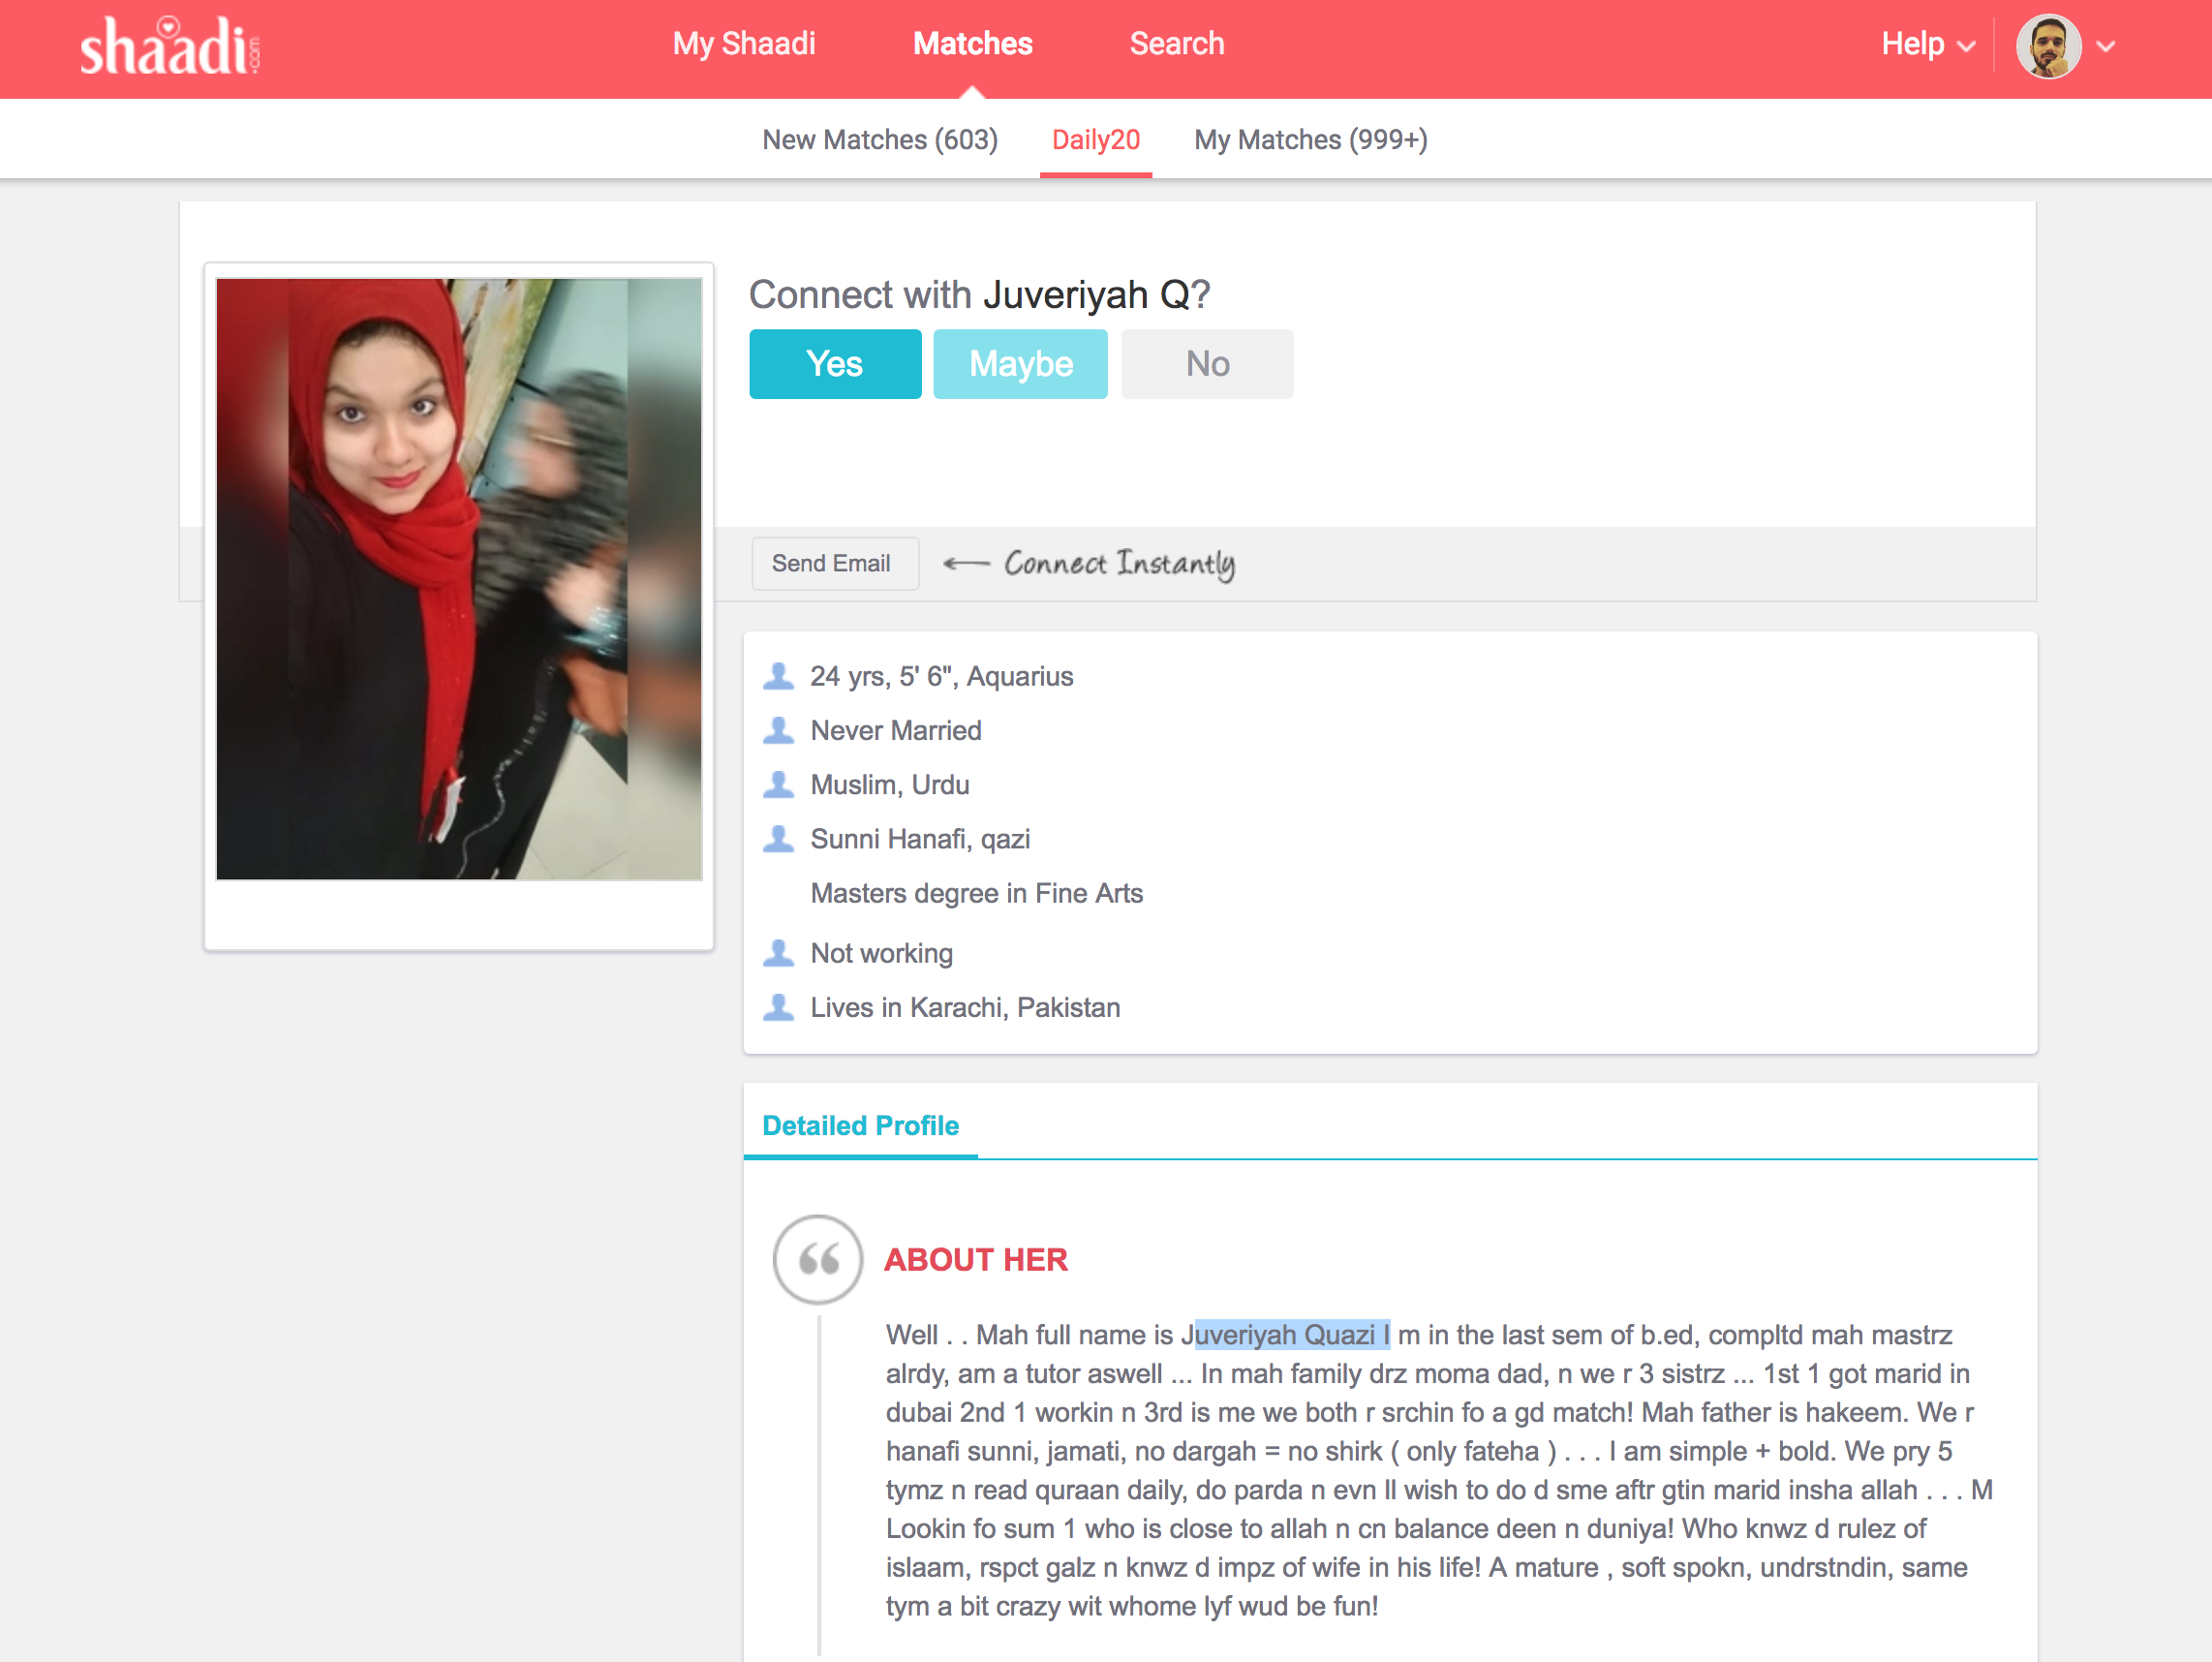 shaadi.com
My Shaadi
Matches
Search
Help
New Matches (603)
Daily20
My Matches (999+)
Connect with Juveriyah Q?
Yes
Maybe
No
Send Email
Connect Instantly
24 yrs, 5' 6", Aquarius
Never Married
Muslim, Urdu
Sunni Hanafi, qazi
Masters degree in Fine Arts
Not working
Lives in Karachi, Pakistan
Detailed Profile
ABOUT HER
Well . . Mah full name is Juveriyah Quazi I m in the last sem of b.ed, compltd mah mastrz
alrdy, am a tutor aswell ... In mah family drz moma dad, n we r 3 sistrz ... 1st 1 got marid in
dubai 2nd 1 workin n 3rd is me we both r srchin fo a gd match! Mah father is hakeem. We r
hanafi sunni, jamati, no dargah = no shirk ( only fateha ) . . . I am simple + bold. We pry 5
tymz n read quraan daily, do parda n evn ll wish to do d sme aftr gtin marid insha allah . . . M
Lookin fo sum 1 who is close to allah n cn balance deen n duniya! Who knwz d rulez of
islaam, rspct galz n knwz d impz of wife in his life! A mature , soft spokn, undrstndin, same
tym a bit crazy wit whome lyf wud be fun!